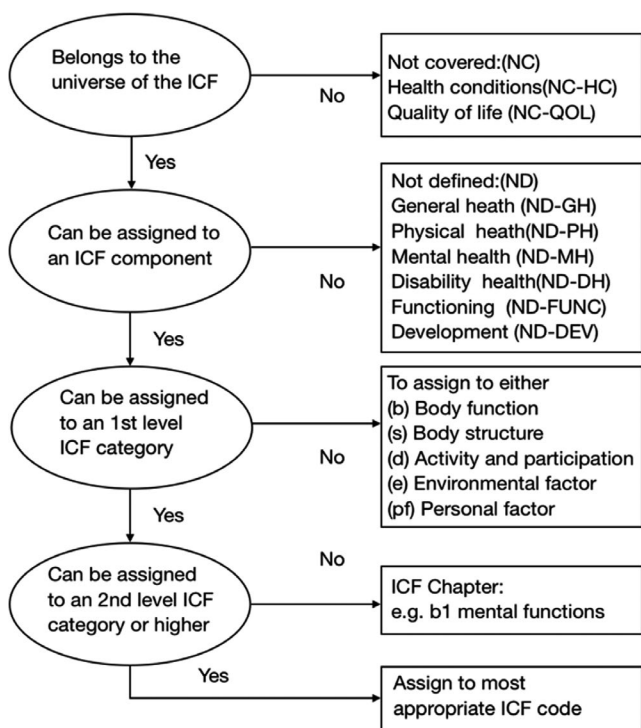 Belongs to the
universe of the ICF
No
Not covered:(NC)
Health conditions(NC-HC)
Quality of life (NC-QOL)
Yes
Can be assigned to
an ICF component
No
Not defined:(ND)
General heath (ND-GH)
Physical heath(ND-PH)
Mental health (ND-MH)
Disability health(ND-DH)
Functioning (ND-FUNC)
Development (ND-DEV)
Yes
Can be assigned
to an 1st level
ICF category
No
To assign to either
(b) Body function
(s) Body structure
(d) Activity and participation
(e) Environmental factor
(pf) Personal factor
Yes
Can be assigned
to an 2nd level ICF
category or higher
No
ICF Chapter:
e.g. b1 mental functions
Yes
Assign to most
appropriate ICF code